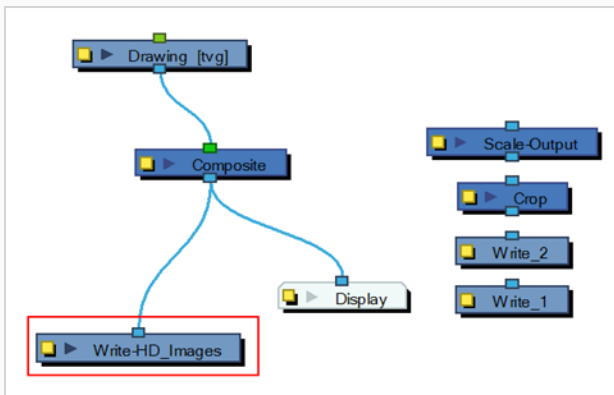 Drawing [tvg]
Composite
Display
Write-HD_Images
Scale-Output
Crop
Write_2
Write_1